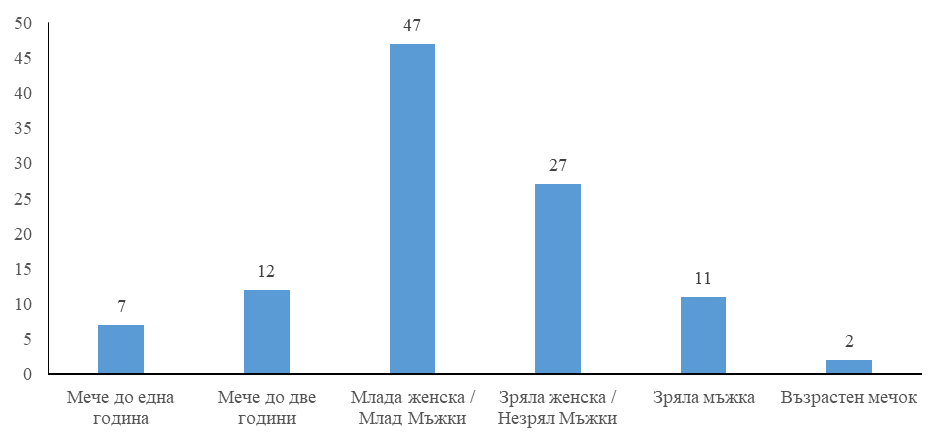 50
45
40
35
30
25
20
15
10
5
0
47
27
12
11
7
2
Мече до една
година
Мече до две
години
Млада женска /
Млад Мъжки
Зряла женска /
Незрял Мъжки
Зряла мъжка
Възрастен мечок